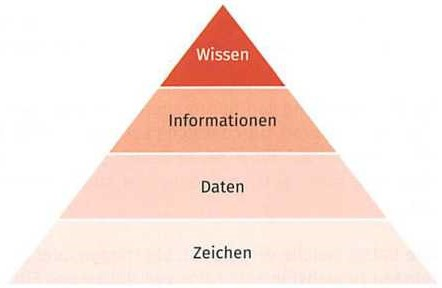 Wissen
Informationen
Daten
Zeichen